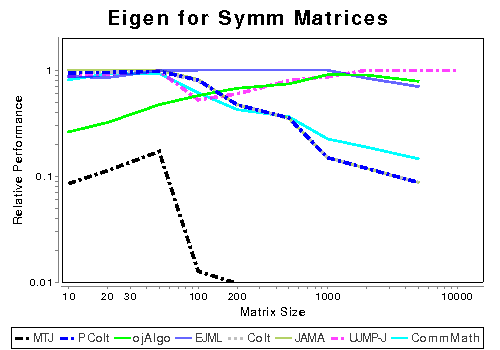 Eigen for Symm Matrices
Relative Performance
1
0.1
0.01
10 20 30 100 200 1000 10000
Matrix Size
MTJ PColt ojAlgo EJML Colt JAMA UJMP-J CommMath